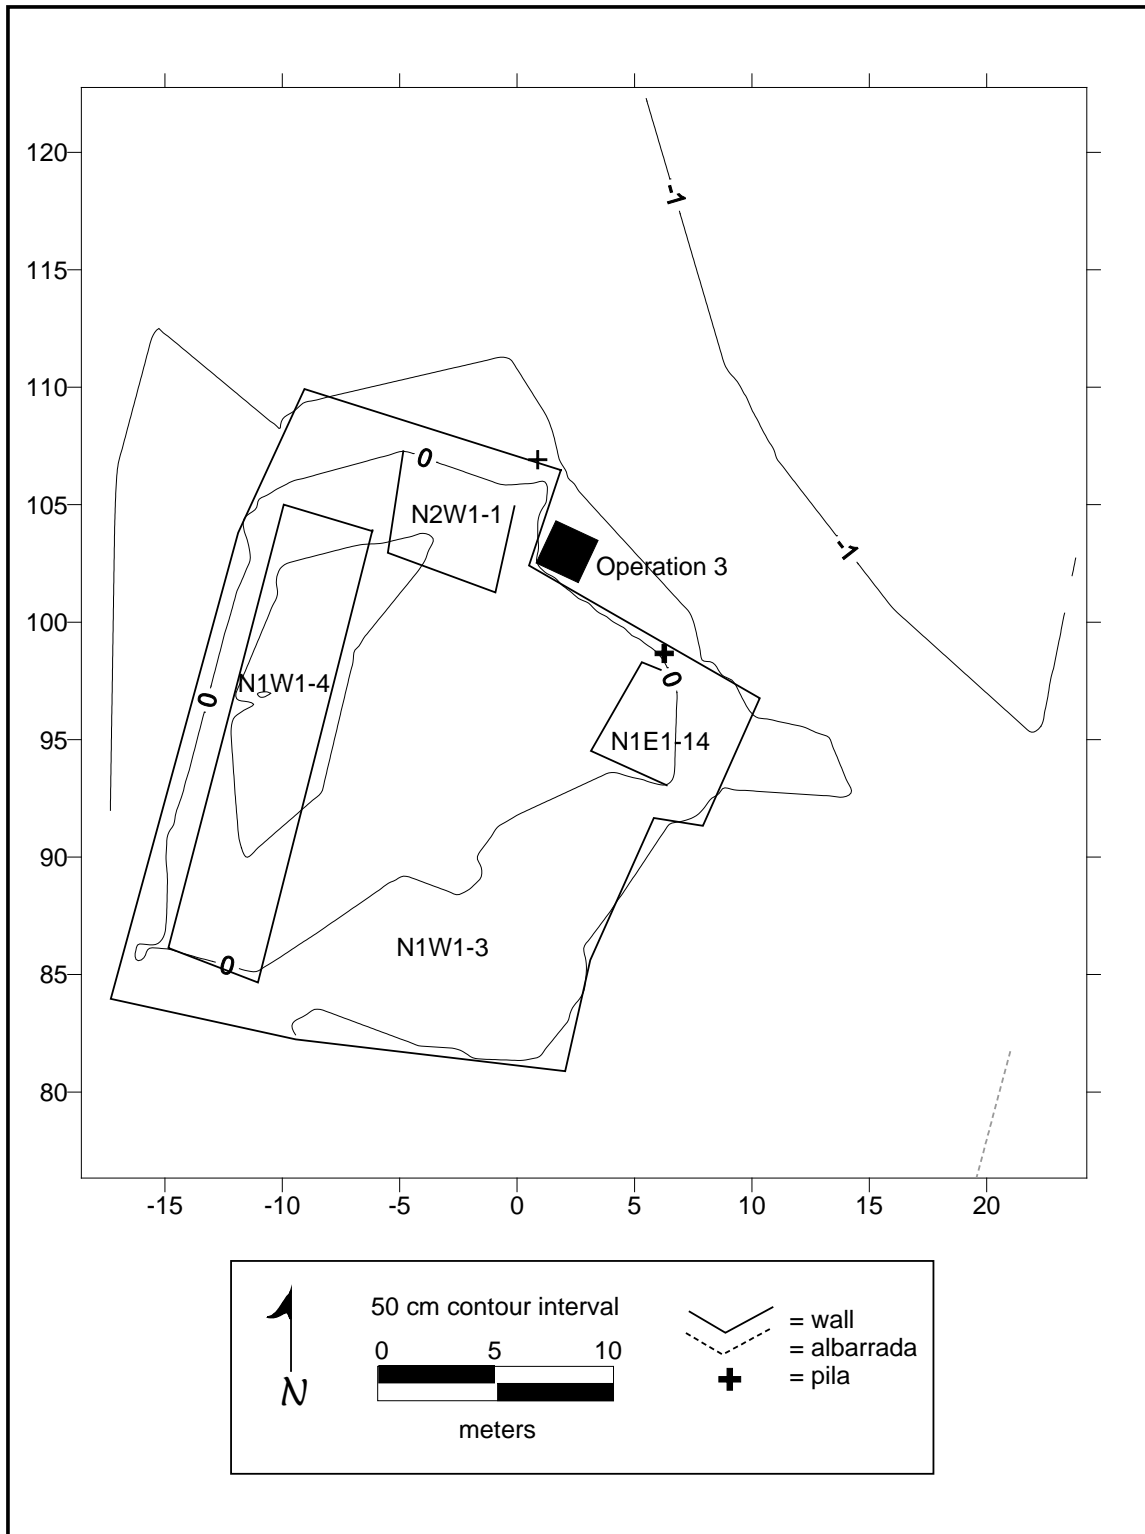 120
-1
115
110
0
105
N2W1-1
Operation 3
-1
100
0
N1W1-4
0
95
N1E1-14
90
N1W1-3
85
0
80
-15 -10 -5 0 5 10 15 20
50 cm contour interval
0 5 10
meters
N
= wall
= albarrada
= pila